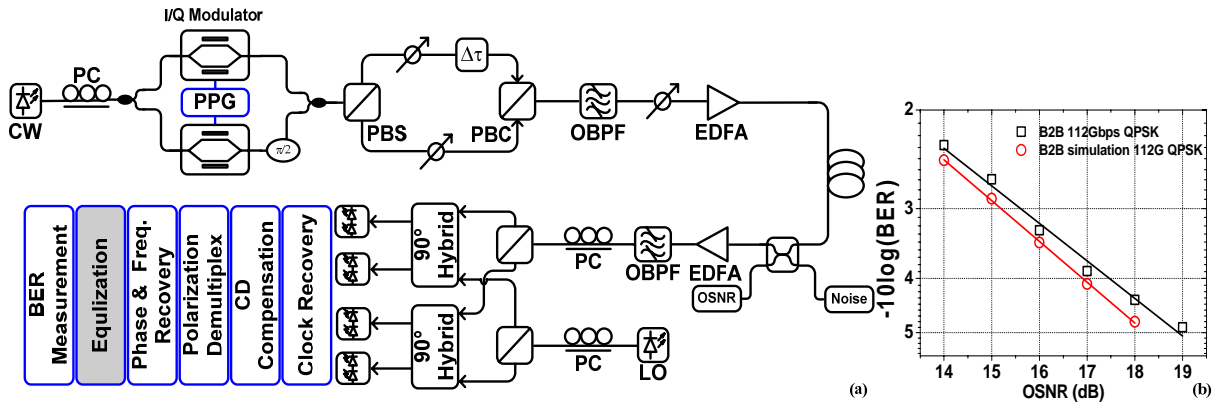 I/Q Modulator
PC
CW
PPG
π/2
Δτ
PBS
PBC
OBPF
EDFA
BER
Measurement
Equlization
Phase & Freq.
Recovery
Polarization
Demultiplex
CD
Compensation
Clock Recovery
90°
Hybrid
90°
Hybrid
PC
OBPF
EDFA
OSNR
Noise
PC
LO
(a)
B2B 112Gbps QPSK
B2B simulation 112G QPSK
-10log(BER)
2
3
4
5
14 15 16 17 18 19
OSNR (dB)
(b)